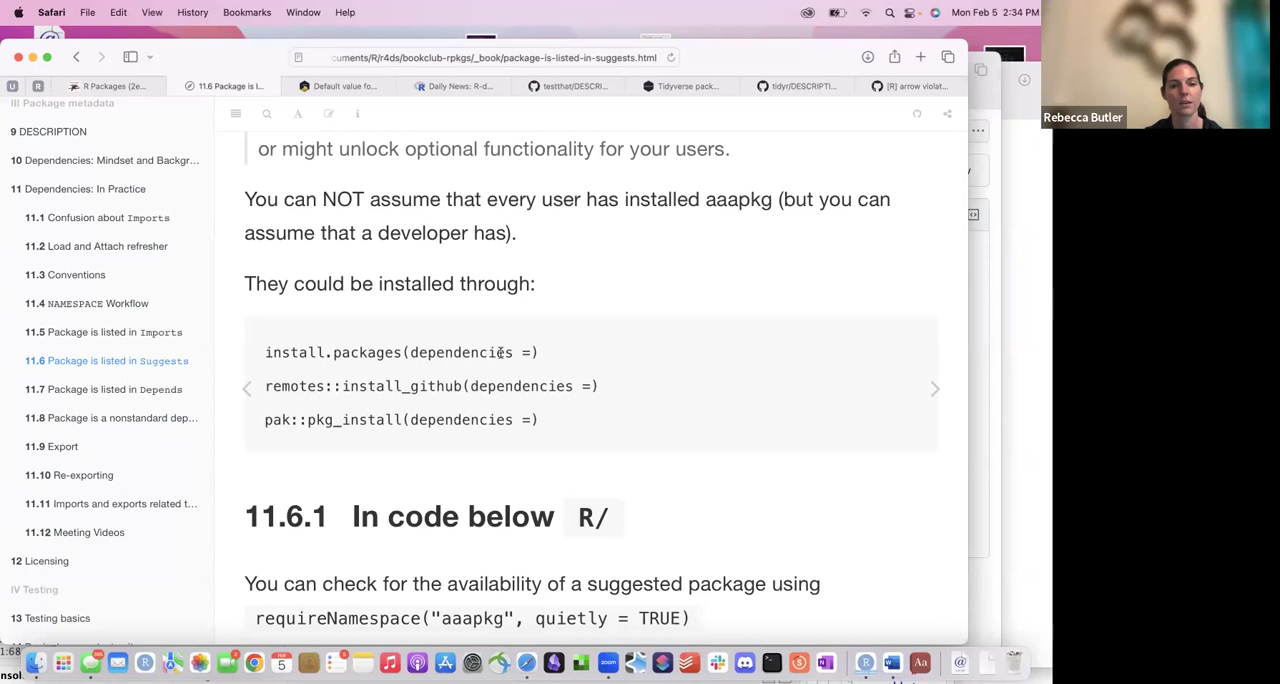 Safari File Edit View History Bookmarks Window Help
Mon Feb 5 2:34 PM
cuments/R/r4ds/bookclub-rpkgs/_book/package-is-listed-in-suggests.html
R Packages (2e...
11.6 Package is l...
Default value fo...
Daily News: R-d...
testthat/DESCRI...
Tidyverse pack...
tidyr/DESCRIPTI...
[R] arrow violat...
Rebecca Butler
III Package metadata
9 DESCRIPTION
10 Dependencies: Mindset and Backgr...
11 Dependencies: In Practice
11.1 Confusion about Imports
11.2 Load and Attach refresher
11.3 Conventions
11.4 NAMESPACE Workflow
11.5 Package is listed in Imports
11.6 Package is listed in Suggests
11.7 Package is listed in Depends
11.8 Package is a nonstandard dep...
11.9 Export
11.10 Re-exporting
11.11 Imports and exports related t...
11.12 Meeting Videos
12 Licensing
IV Testing
13 Testing basics
or might unlock optional functionality for your users.
You can NOT assume that every user has installed aaapkg (but you can
assume that a developer has).
They could be installed through:
install.packages(dependencies =)
remotes::install_github(dependencies =)
pak::pkg_install(dependencies =)
11.6.1 In code below R/
You can check for the availability of a suggested package using
requireNamespace("aaapkg", quietly = TRUE)